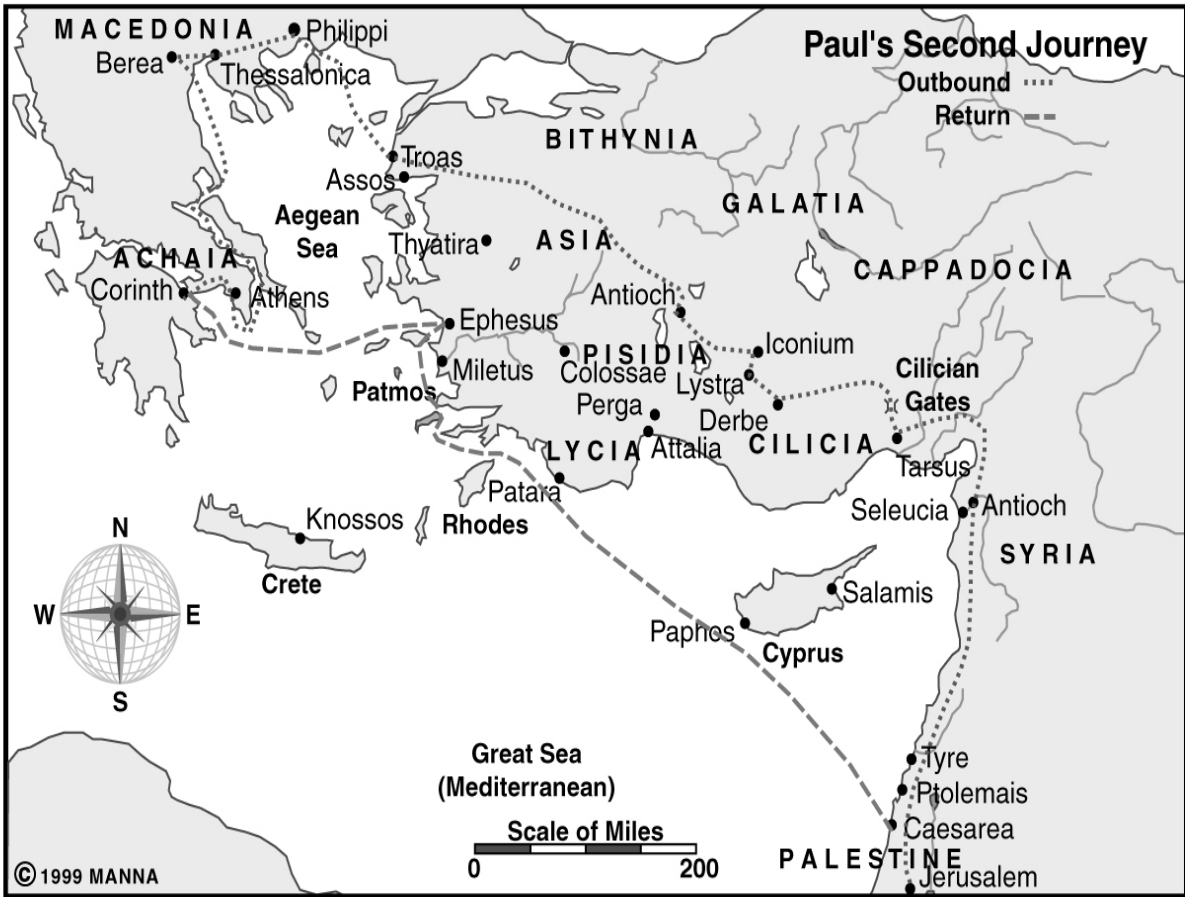 MACEDONIA
Philippi
Berea
Thessalonica
Paul's Second Journey
Outbound
Return
BITHYNIA
Troas
Assos
GALATIA
Aegean
Sea
Thyatira
ASIA
ACHAIA
CAPPADOCIA
Corinth
Athens
Antioch
Ephesus
Iconium
PISIDIA
Miletus
Colossae
Lystra
Cilician
Gates
Patmos
Perga
Derbe
LYCIA
Attalia
CILICIA
Tarsus
Patara
Seleucia
Antioch
Knossos
Rhodes
SYRIA
Crete
N
W
E
S
Salamis
Paphos
Cyprus
Great Sea
(Mediterranean)
Tyre
Ptolemais
Scale of Miles
0
200
Caesarea
PALESTINE
Jerusalem
© 1999 MANNA